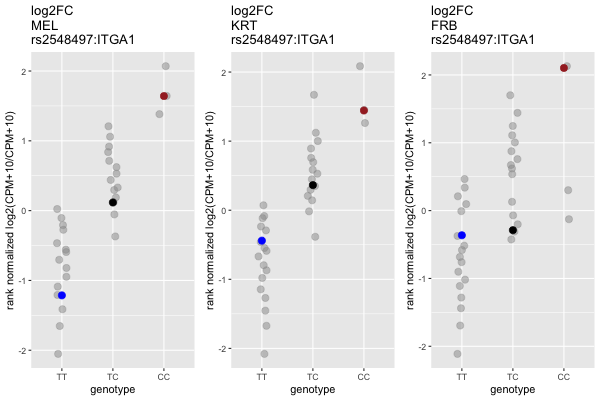 log2FC
MEL
rs2548497:ITGA1
rank normalized log2(CPM+10/CPM+10)
2
1
0
-1
-2
TT
TC
CC
genotype
log2FC
KRT
rs2548497:ITGA1
rank normalized log2(CPM+10/CPM+10)
2
1
0
-1
-2
TT
TC
CC
genotype
log2FC
FRB
rs2548497:ITGA1
rank normalized log2(CPM+10/CPM+10)
2
1
0
-1
-2
TT
TC
CC
genotype